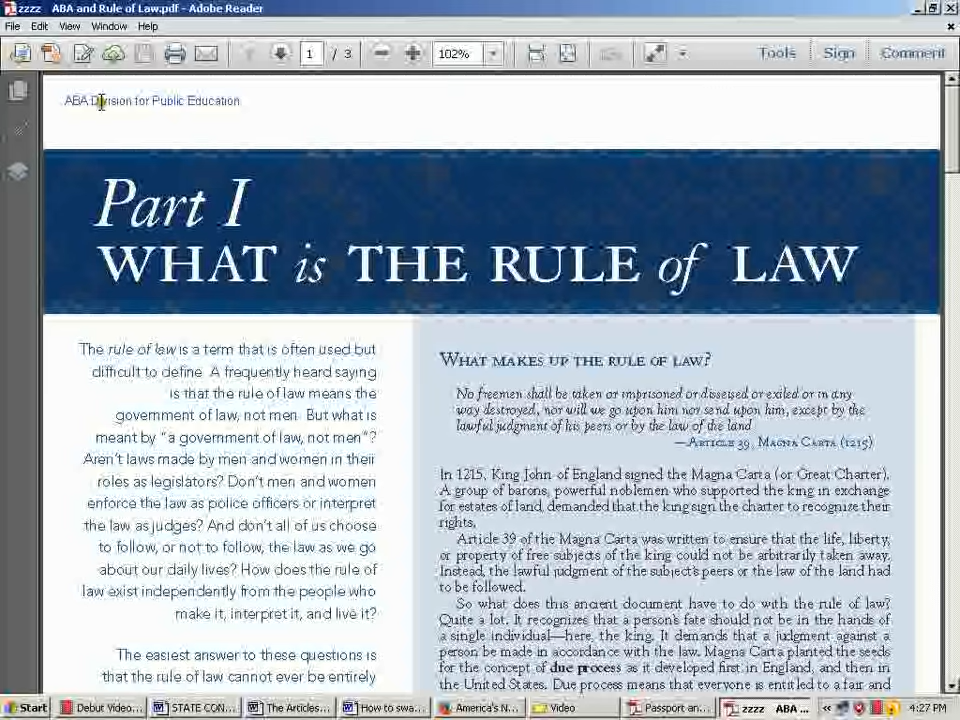 zzzz ABA and Rule of Law.pdf - Adobe Reader
File Edit View Window Help
1 / 3 102% Tools Sign Comment
ABA Division for Public Education
Part I
WHAT is THE RULE of LAW
The rule of law is a term that is often used but
difficult to define. A frequently heard saying
is that the rule of law means the
government of law, not men. But what is
meant by “a government of law, not men”?
Aren’t laws made by men and women in their
roles as legislators? Don’t men and women
enforce the law as police officers or interpret
the law as judges? And don’t all of us choose
to follow, or not to follow, the law as we go
about our daily lives? How does the rule of
law exist independently from the people who
make it, interpret it, and live it?
The easiest answer to these questions is
that the rule of law cannot ever be entirely
WHAT MAKES UP THE RULE OF LAW?
No freemen shall be taken or imprisoned or disseised or exiled or in any
way destroyed, nor will we go upon him nor send upon him, except by the
lawful judgment of his peers or by the law of the land
—ARTICLE 39, MAGNA CARTA (1215)
In 1215, King John of England signed the Magna Carta (or Great Charter).
A group of barons, powerful noblemen who supported the king in exchange
for estates of land, demanded that the king sign the charter to recognize their
rights.
Article 39 of the Magna Carta was written to ensure that the life, liberty,
or property of free subjects of the king could not be arbitrarily taken away.
Instead, the lawful judgment of the subject’s peers or the law of the land had
to be followed.
So what does this ancient document have to do with the rule of law?
Quite a lot. It recognizes that a person’s fate should not be in the hands of
a single individual—here, the king. It demands that a judgment against a
person be made in accordance with the law. Magna Carta planted the seeds
for the concept of due process as it developed first in England, and then in
the United States. Due process means that everyone is entitled to a fair and
Start Debut Video... STATE CON... The Articles... How to swa... America's N... Video Passport an... zzzz ABA ... 4:27 PM